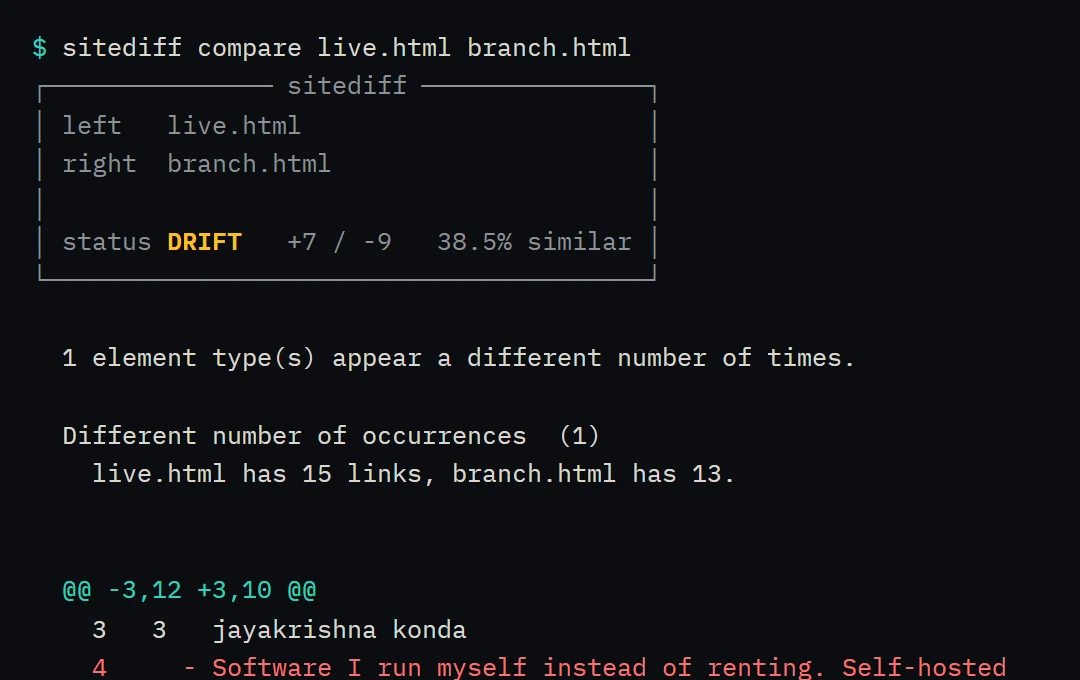 $ sitediff compare live.html branch.html
sitediff
left live.html
right branch.html
status DRIFT +7 / -9 38.5% similar
1 element type(s) appear a different number of times.
Different number of occurrences (1)
live.html has 15 links, branch.html has 13.
@@ -3,12 +3,10 @@
3 3 jayakrishna konda
4 - Software I run myself instead of renting. Self-hosted